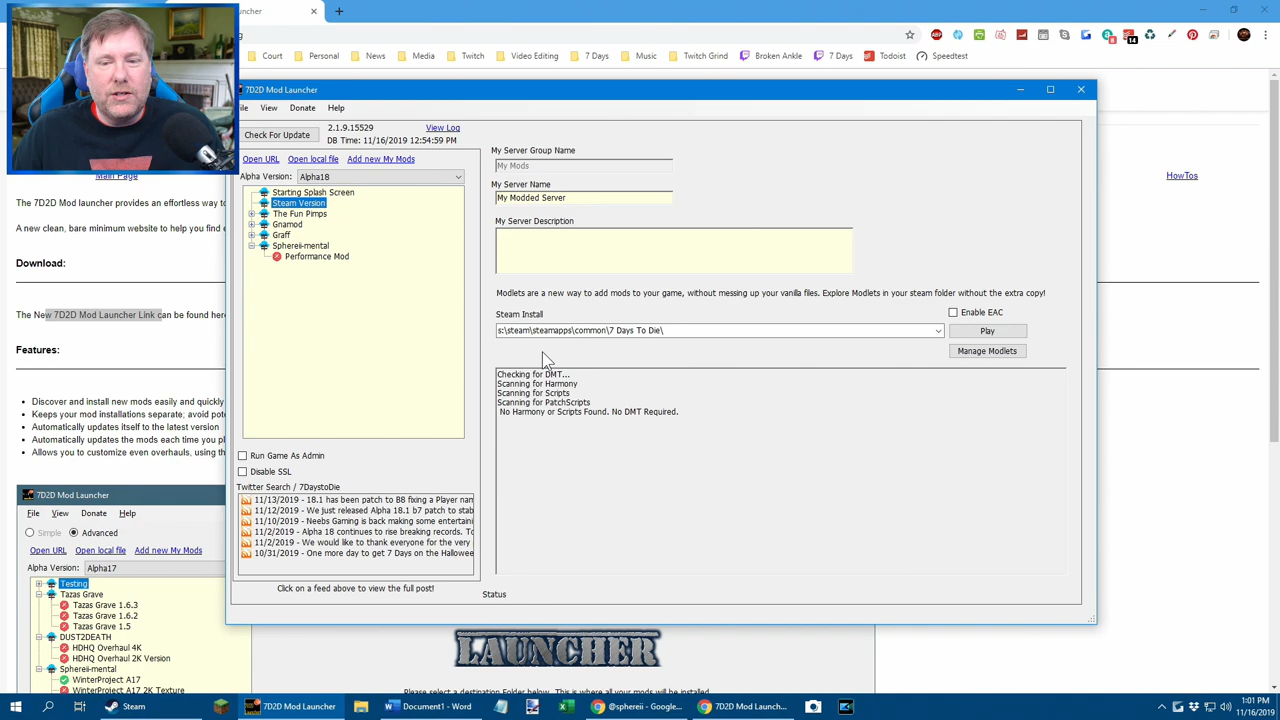 auncher
Court
Personal
News
Media
Twitch
Video Editing
7 Days
Music
Twitch Grind
Broken Ankle
7 Days
Todoist
Speedtest
8
14
7D2D Mod Launcher
File View Donate Help
Check For Update
2.1.9.15529
View Log
DB Time: 11/16/2019 12:54:59 PM
Open URL Open local file Add new My Mods
Alpha Version: Alpha18
Starting Splash Screen
Steam Version
The Fun Pimps
Gnamod
Graff
Sphereii-mental
Performance Mod
Run Game As Admin
Disable SSL
Twitter Search / 7DaystoDie
11/13/2019 - 18.1 has been patch to B8 fixing a Player nam
11/12/2019 - We just released Alpha 18.1 b7 patch to stab
11/10/2019 - Neebs Gaming is back making some entertaini
11/2/2019 - Alpha 18 continues to rise breaking records. To
11/2/2019 - We would like to thank everyone for the very
10/31/2019 - One more day to get 7 Days on the Hallowee
Click on a feed above to view the full post!
My Server Group Name
My Mods
My Server Name
My Modded Server
My Server Description
Modlets are a new way to add mods to your game, without messing up your vanilla files. Explore Modlets in your steam folder without the extra copy!
Steam Install
Enable EAC
s:\steam\steamapps\common\7 Days To Die\
Play
Manage Modlets
Checking for DMT...
Scanning for Harmony
Scanning for Scripts
Scanning for PatchScripts
No Harmony or Scripts Found. No DMT Required.
Status
Main Page
HowTos
The 7D2D Mod launcher provides an effortless way to
A new clean, bare minimum website to help you find e
Download:
The New 7D2D Mod Launcher Link can be found here
Features:
Discover and install new mods easily and quickly
Keeps your mod installations separate; avoid pot
Automatically updates itself to the latest version
Automatically updates the mods each time you pl
Allows you to customize even overhauls, using th
7D2D Mod Launcher
File View Donate Help
Simple Advanced
Open URL Open local file Add new My Mods
Alpha Version: Alpha17
Testing
Tazas Grave
Tazas Grave 1.6.3
Tazas Grave 1.6.2
Tazas Grave 1.5
DUST2DEATH
HDHQ Overhaul 4K
HDHQ Overhaul 2K Version
Sphereii-mental
WinterProject A17
WinterProject A17 2K Texture
LAUNCHER
Please select a destination Folder below. This is where all your mods will be installed.
Steam
7D2D Mod Launcher
Document1 - Word
@sphereii - Google...
7D2D Mod Launch...
1:01 PM
11/16/2019